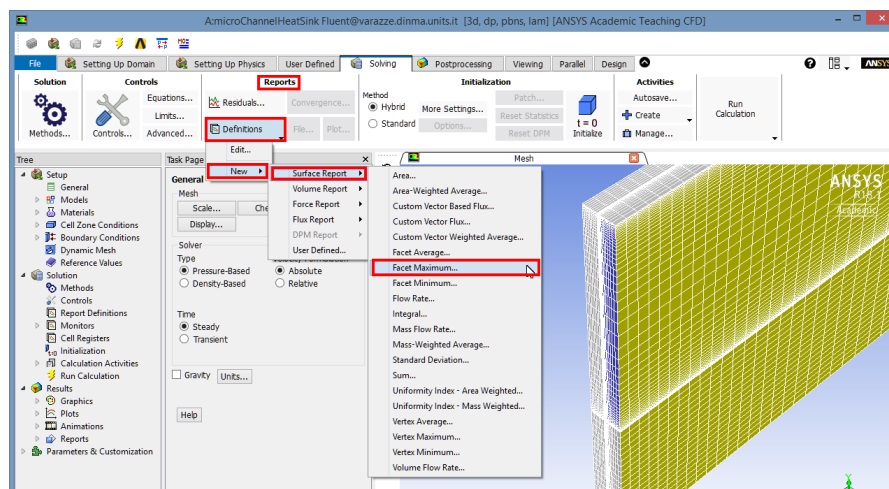 A:microChannelHeatSink Fluent@varazze.dinma.units.it [3d, dp, pbns, lam] [ANSYS Academic Teaching CFD]
File Setting Up Domain Setting Up Physics User Defined Solving Postprocessing Viewing Parallel Design ANSYS
Solution Controls Reports Initialization Activities
Methods... Controls... Equations... Limits... Advanced...
Residuals... Convergence...
Definitions File... Plot...
Method
Hybrid
Standard
More Settings...
Options...
Patch...
Reset Statistics
Reset DPM
t = 0
Initialize
Autosave...
Create
Manage...
Run
Calculation
Edit...
New
Tree
Setup
General
Models
Materials
Cell Zone Conditions
Boundary Conditions
Dynamic Mesh
Reference Values
Solution
Methods
Controls
Report Definitions
Monitors
Cell Registers
Initialization
Calculation Activities
Run Calculation
Results
Graphics
Plots
Animations
Reports
Parameters & Customization
Task Page
General
Mesh
Scale... Che
Display...
Solver
Type
Pressure-Based
Density-Based
Absolute
Relative
Time
Steady
Transient
Gravity Units...
Help
Surface Report
Volume Report
Force Report
Flux Report
DPM Report
User Defined...
Area...
Area-Weighted Average...
Custom Vector Based Flux...
Custom Vector Flux...
Custom Vector Weighted Average...
Facet Average...
Facet Maximum...
Facet Minimum...
Flow Rate...
Integral...
Mass Flow Rate...
Mass-Weighted Average...
Standard Deviation...
Sum...
Uniformity Index - Area Weighted...
Uniformity Index - Mass Weighted...
Vertex Average...
Vertex Maximum...
Vertex Minimum...
Volume Flow Rate...
Mesh
ANSYS
R18.1
Academic